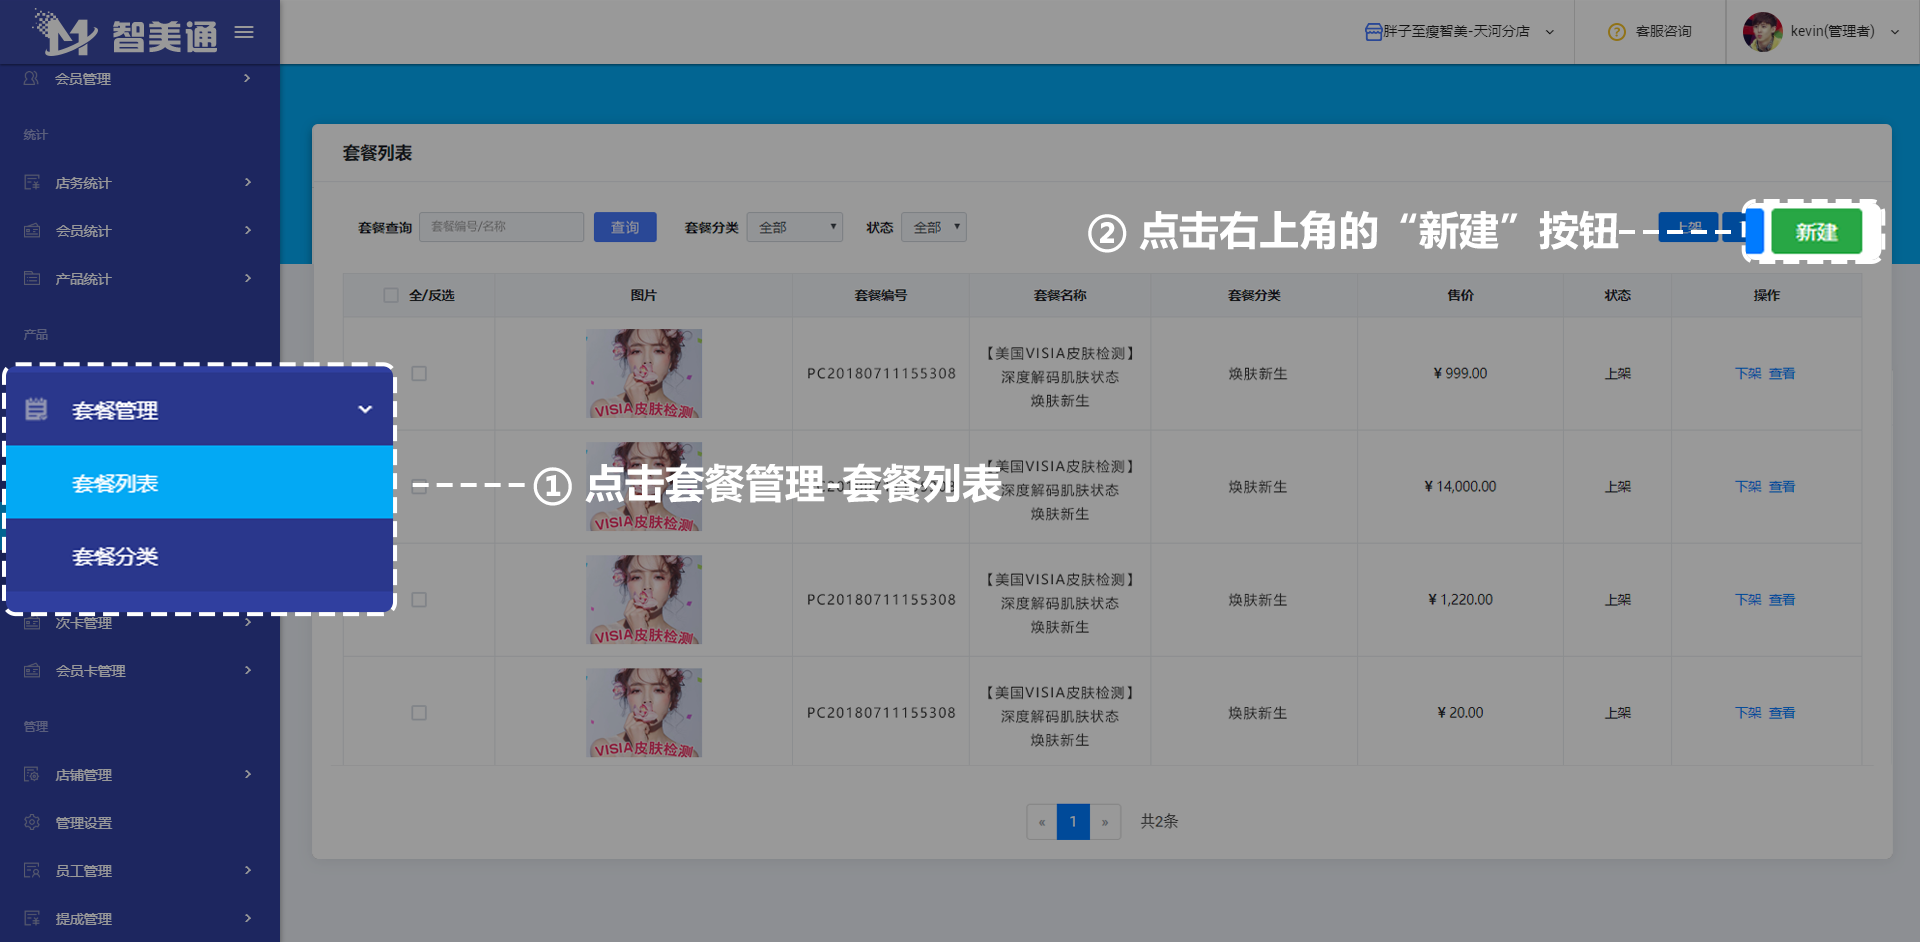 智美通
胖子至瘦智美-天河分店
客服咨询
kevin(管理者)
会员管理
统计
店务统计
会员统计
产品统计
产品
套餐管理
套餐列表
套餐分类
次卡管理
会员卡管理
管理
店铺管理
管理设置
员工管理
提成管理
套餐列表
套餐查询 套餐编号/名称 查询 套餐分类 全部 状态 全部 上架 新建
② 点击右上角的“新建”按钮
全/反选 图片 套餐编号 套餐名称 套餐分类 售价 状态 操作
VISIA皮肤检测
PC20180711155308
【美国VISIA皮肤检测】
深度解码肌肤状态
焕肤新生
焕肤新生 ¥ 999.00 上架 下架 查看
① 点击套餐管理-套餐列表
VISIA皮肤检测
【美国VISIA皮肤检测】
深度解码肌肤状态
焕肤新生
焕肤新生 ¥ 14,000.00 上架 下架 查看
VISIA皮肤检测
PC20180711155308
【美国VISIA皮肤检测】
深度解码肌肤状态
焕肤新生
焕肤新生 ¥ 1,220.00 上架 下架 查看
VISIA皮肤检测
PC20180711155308
【美国VISIA皮肤检测】
深度解码肌肤状态
焕肤新生
焕肤新生 ¥ 20.00 上架 下架 查看
« 1 » 共2条